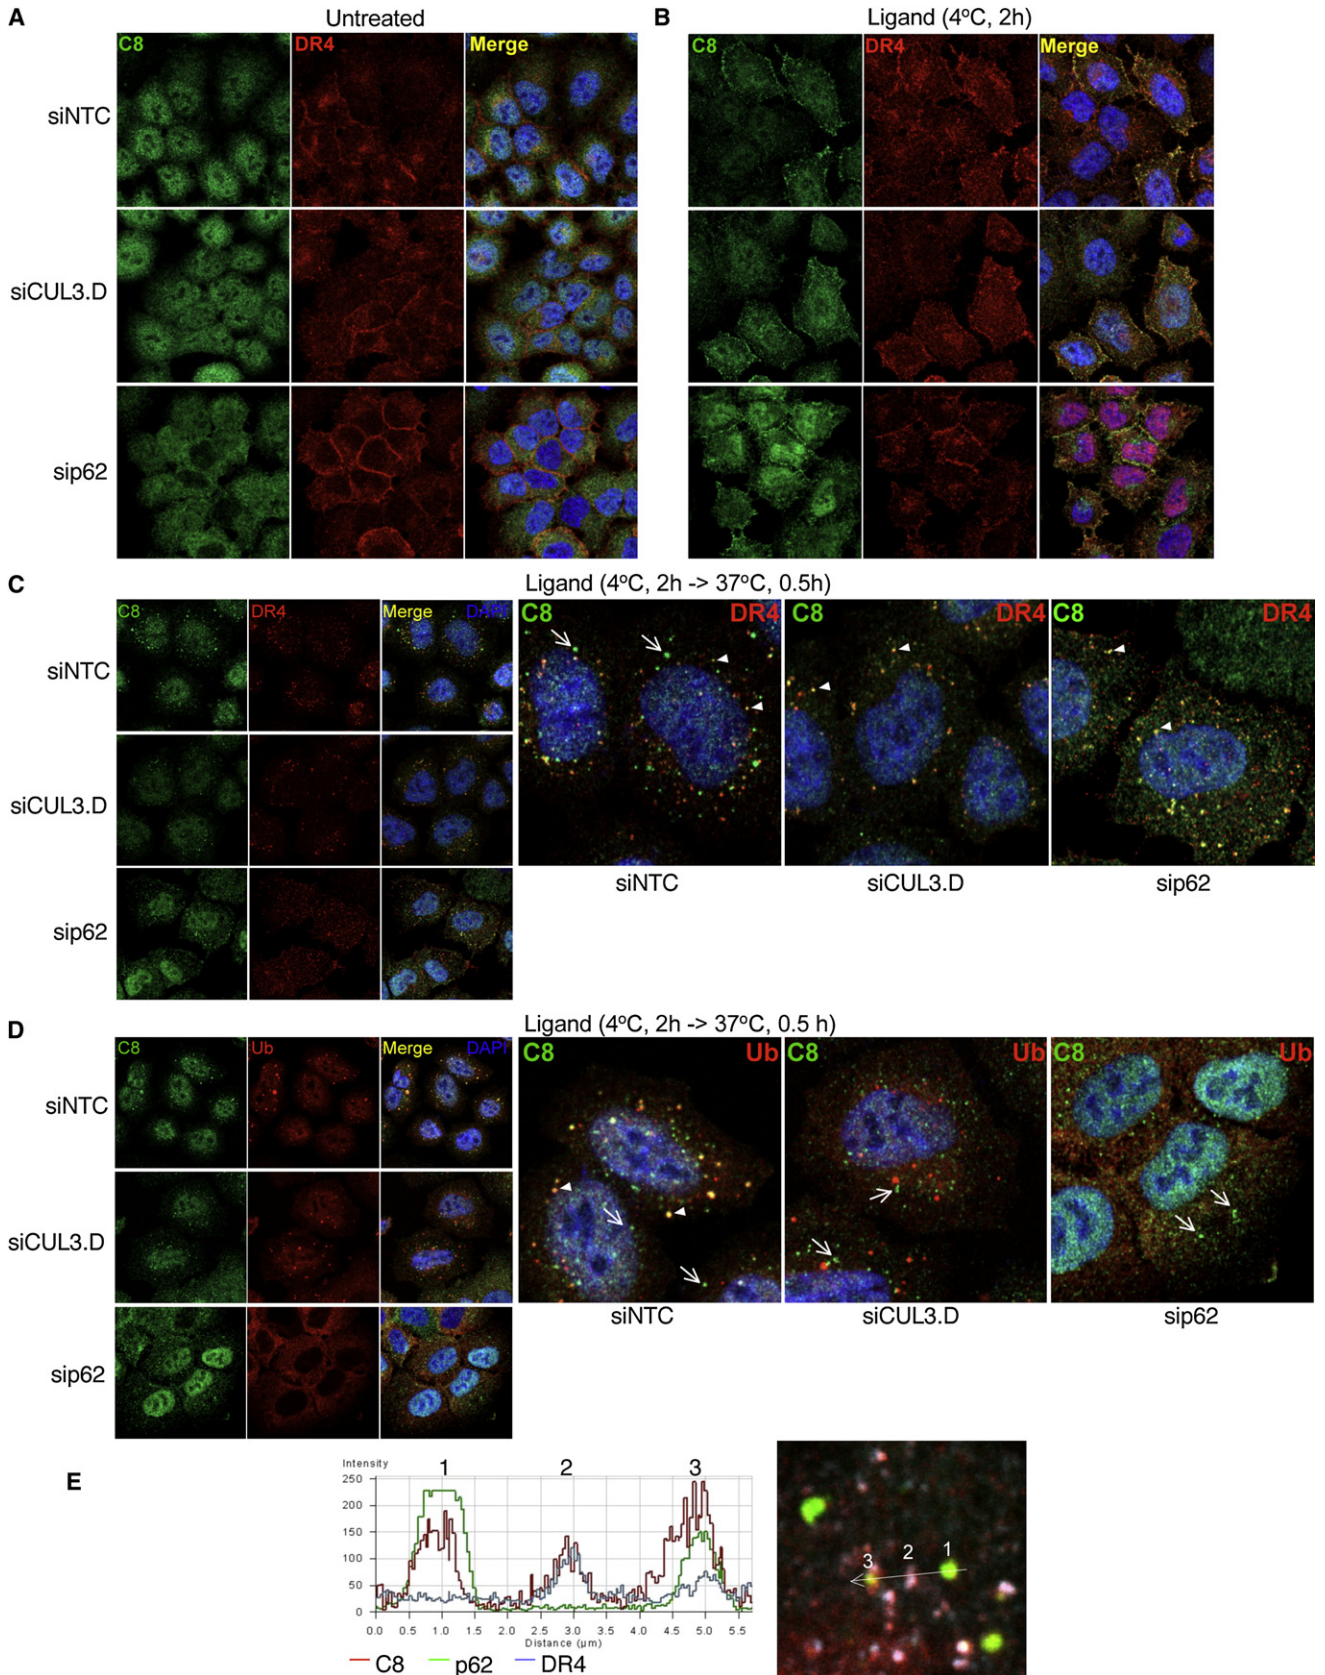 A
Untreated
B
Ligand (4ºC, 2h)
C8
DR4
Merge
C8
DR4
Merge
siNTC
siCUL3.D
sip62
C
Ligand (4ºC, 2h -> 37ºC, 0.5h)
C8
DR4
Merge
DAPI
C8
DR4
C8
DR4
C8
DR4
siNTC
siCUL3.D
sip62
siNTC
siCUL3.D
sip62
D
Ligand (4ºC, 2h -> 37ºC, 0.5 h)
C8
Ub
Merge
DAPI
C8
Ub
C8
Ub
C8
Ub
siNTC
siCUL3.D
sip62
siNTC
siCUL3.D
sip62
E
Intensity
1
2
3
250
200
150
100
50
0
0.0 0.5 1.0 1.5 2.0 2.5 3.0 3.5 4.0 4.5 5.0 5.5
Distance (µm)
C8
p62
DR4
3
2
1